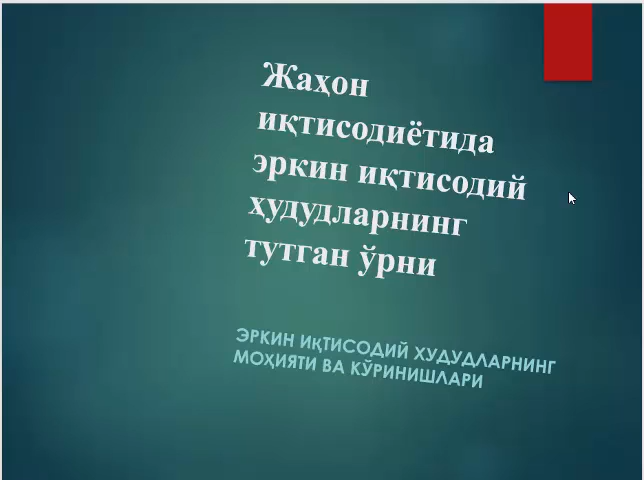 Жаҳон
иқтисодиётида
эркин иқтисодий
ҳудудларнинг
тутган ўрни
ЭРКИН ИҚТИСОДИЙ ХУДУДЛАРНИНГ
МОҲИЯТИ ВА КЎРИНИШЛАРИ